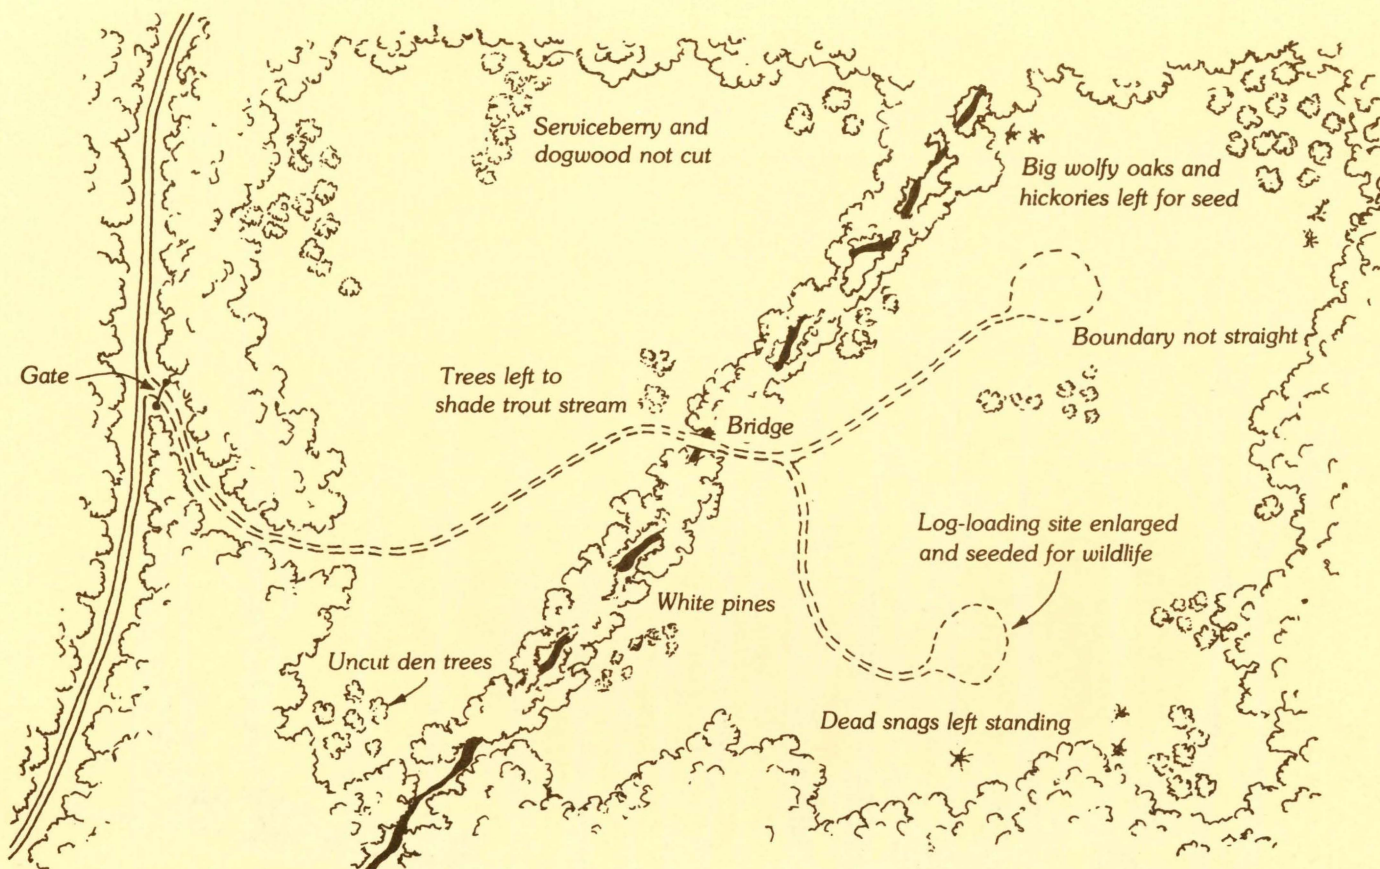 Serviceberry and
dogwood not cut
Big wolfy oaks and
hickories left for seed
Boundary not straight
Gate
Trees left to
shade trout stream
Bridge
Log-loading site enlarged
and seeded for wildlife
White pines
Uncut den trees
Dead snags left standing